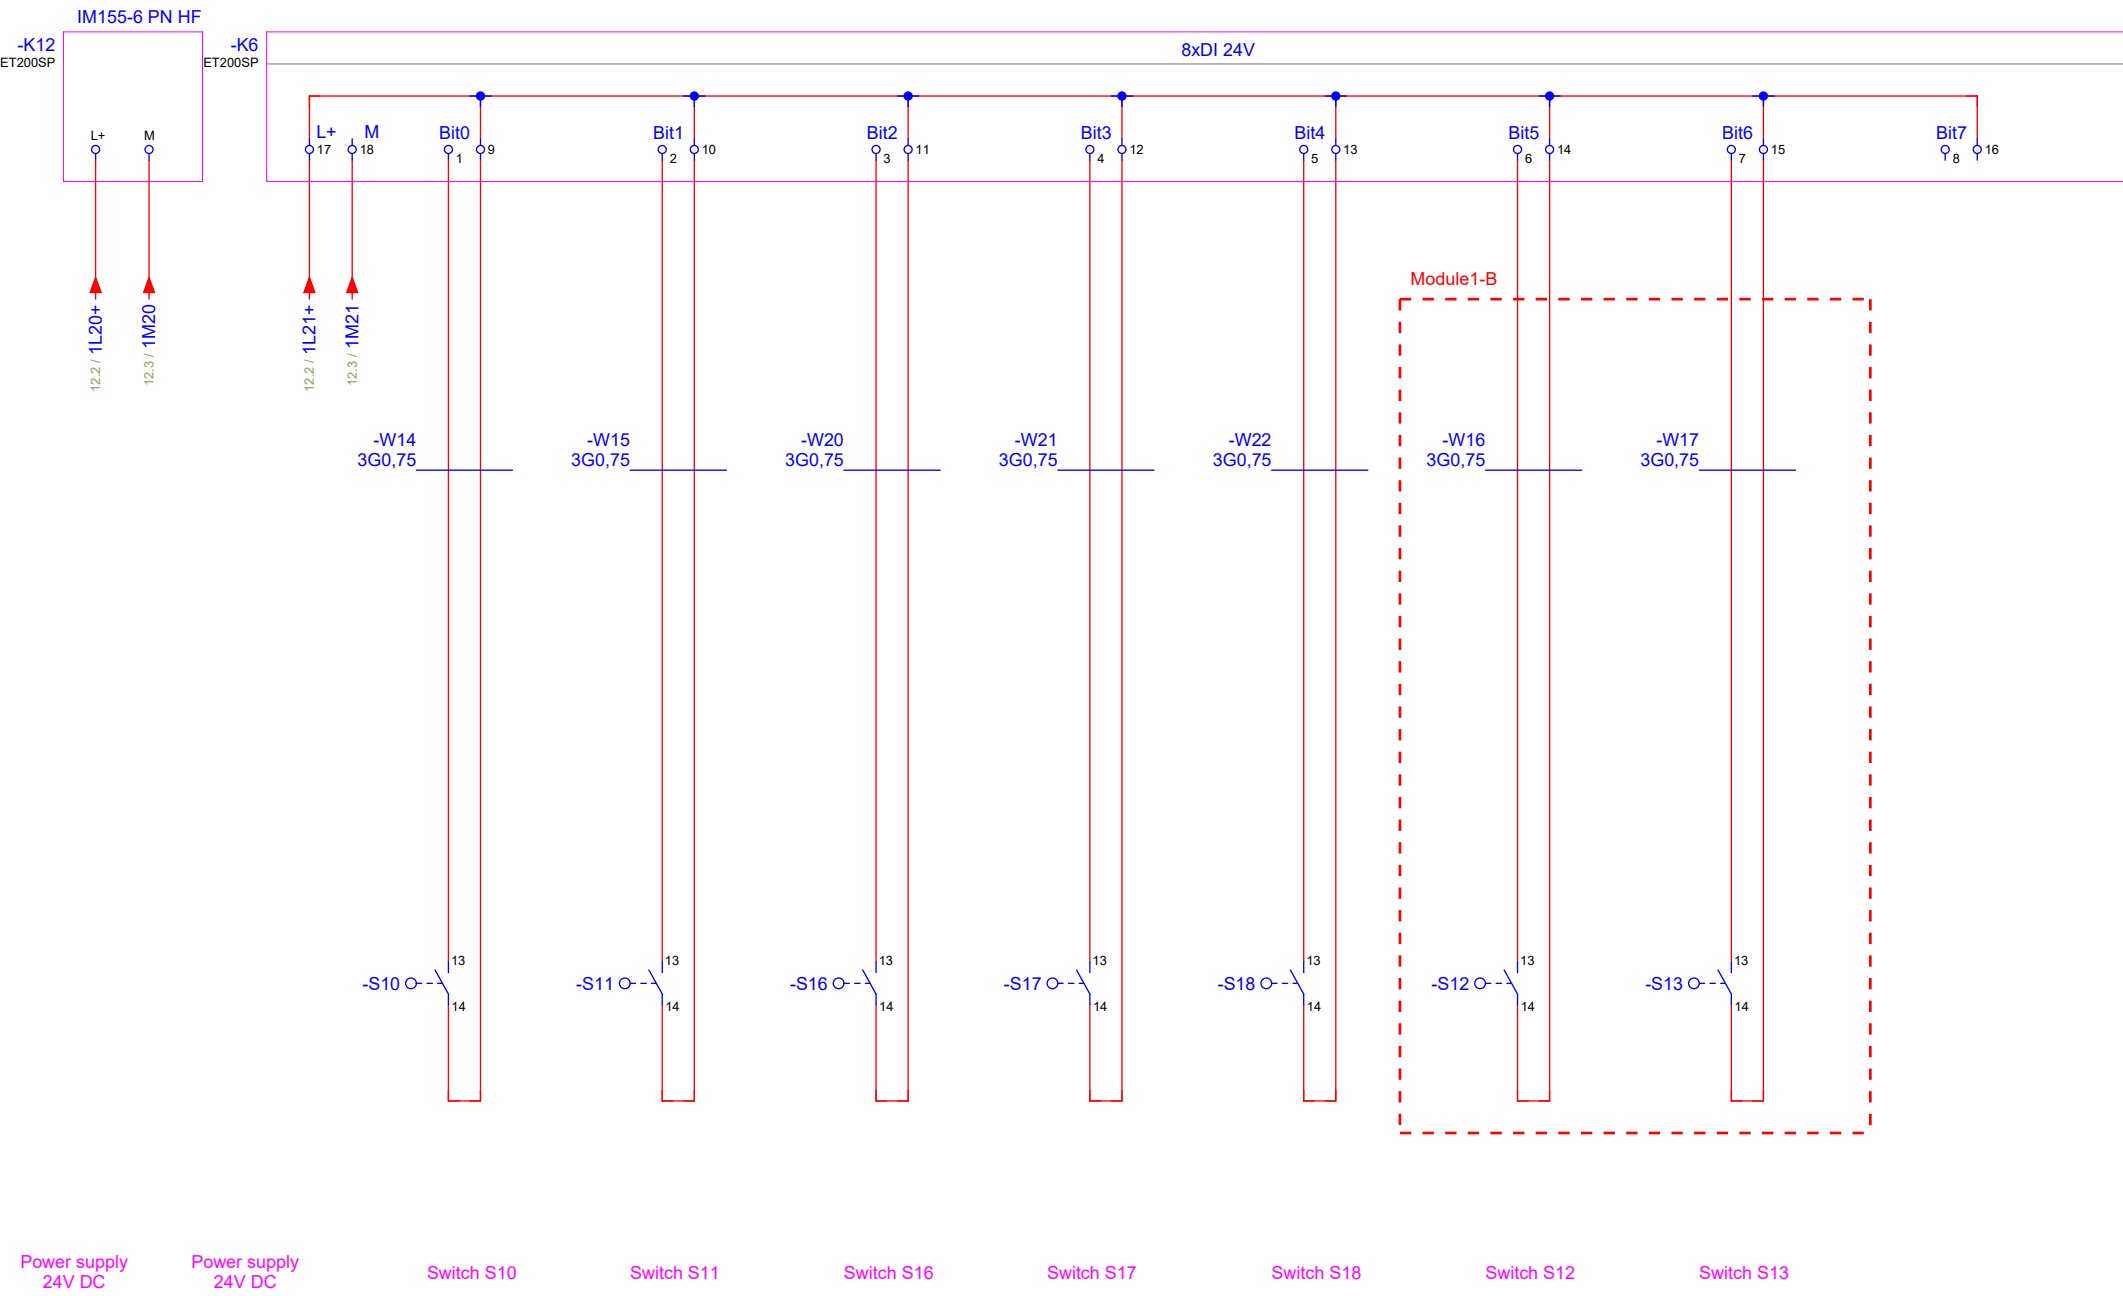 IM155-6 PN HF
-K12
ET200SP
-K6
ET200SP
8xDI 24V
L+
M
L+
17
M
18
Bit0
1
9
Bit1
2
10
Bit2
3
11
Bit3
4
12
Bit4
5
13
Bit5
6
14
Bit6
7
15
Bit7
8
16
12.2 / 1L20+
12.3 / 1M20
12.2 / 1L21+
12.3 / 1M21
Module1-B
-W14
3G0,75
-W15
3G0,75
-W20
3G0,75
-W21
3G0,75
-W22
3G0,75
-W16
3G0,75
-W17
3G0,75
13
-S10
14
13
-S11
14
13
-S16
14
13
-S17
14
13
-S18
14
13
-S12
14
13
-S13
14
Power supply
24V DC
Power supply
24V DC
Switch S10
Switch S11
Switch S16
Switch S17
Switch S18
Switch S12
Switch S13